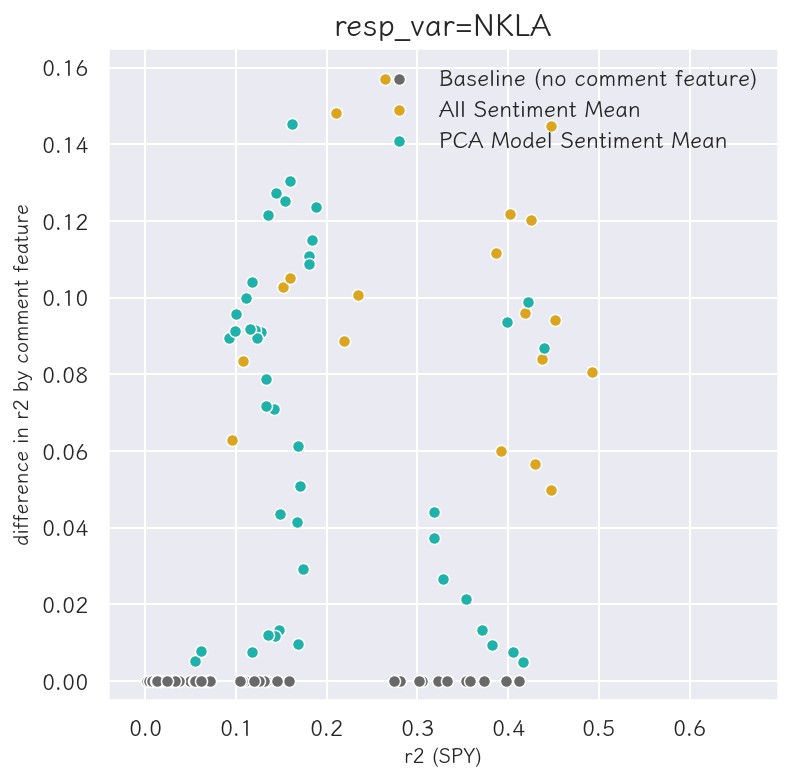 resp_var=NKLA
Baseline (no comment feature)
All Sentiment Mean
PCA Model Sentiment Mean
difference in r2 by comment feature
0.16
0.14
0.12
0.10
0.08
0.06
0.04
0.02
0.00
0.0 0.1 0.2 0.3 0.4 0.5 0.6
r2 (SPY)